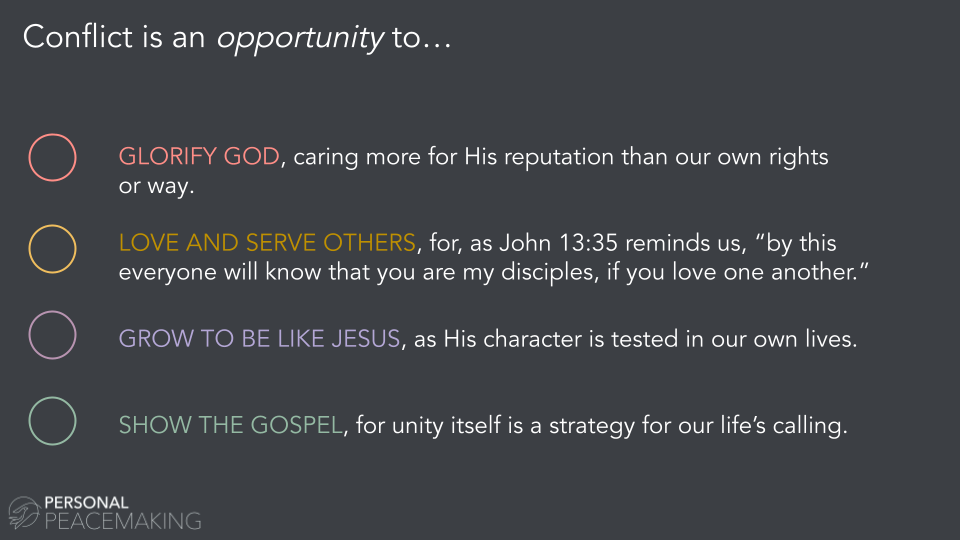 Conflict is an opportunity to…
GLORIFY GOD, caring more for His reputation than our own rights
or way.
LOVE AND SERVE OTHERS, for, as John 13:35 reminds us, “by this
everyone will know that you are my disciples, if you love one another.”
GROW TO BE LIKE JESUS, as His character is tested in our own lives.
SHOW THE GOSPEL, for unity itself is a strategy for our life’s calling.
PERSONAL
PEACEMAKING